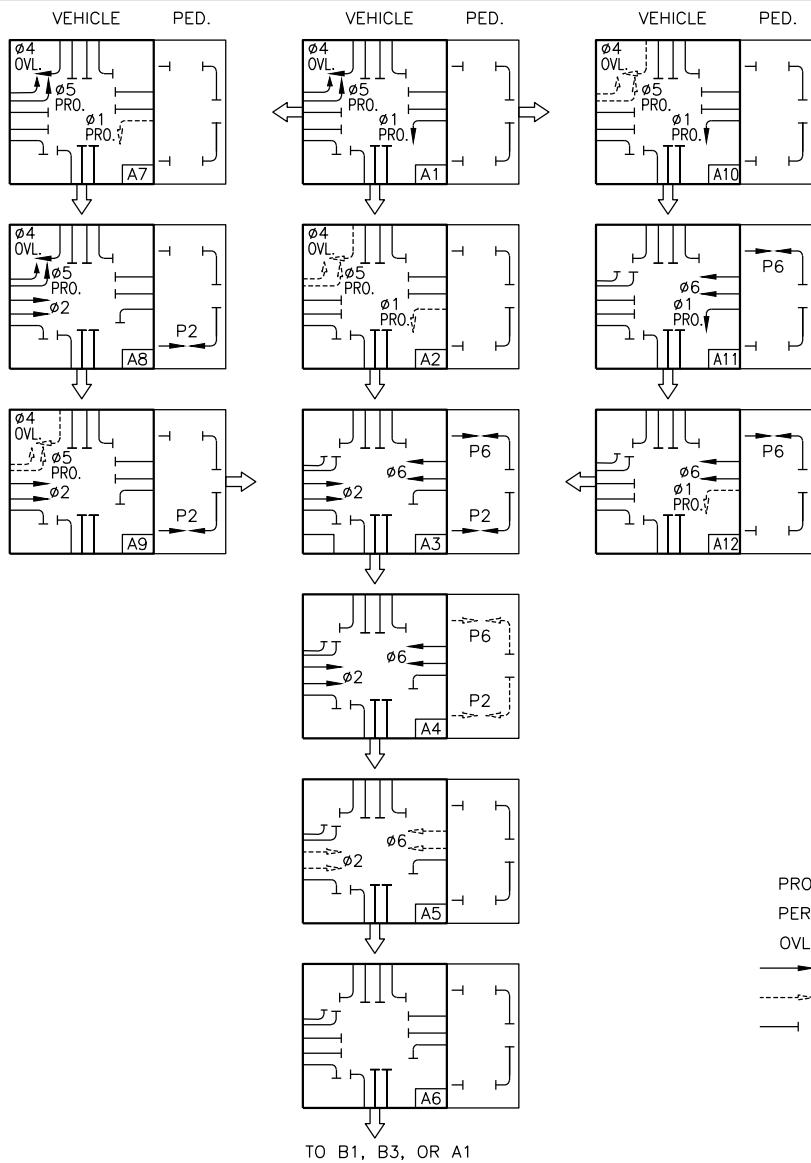 VEHICLE PED. VEHICLE PED. VEHICLE PED.
ø4 OVL. ø5 PRO. ø1 PRO. A7
ø4 OVL. ø5 PRO. ø1 PRO. A1
ø4 OVL. ø5 PRO. ø1 PRO. A10
ø4 OVL. ø5 PRO. ø2 A8 P2
ø4 OVL. ø5 PRO. ø1 PRO. A2
ø6 ø1 PRO. A11 P6
ø4 OVL. ø5 PRO. ø2 A9 P2
ø6 ø2 A3 P6 P2
ø6 ø1 PRO. A12 P6
ø6 ø2 A4 P6 P2
ø6 ø2 A5
PRO
PER
OVL
A6
TO B1, B3, OR A1